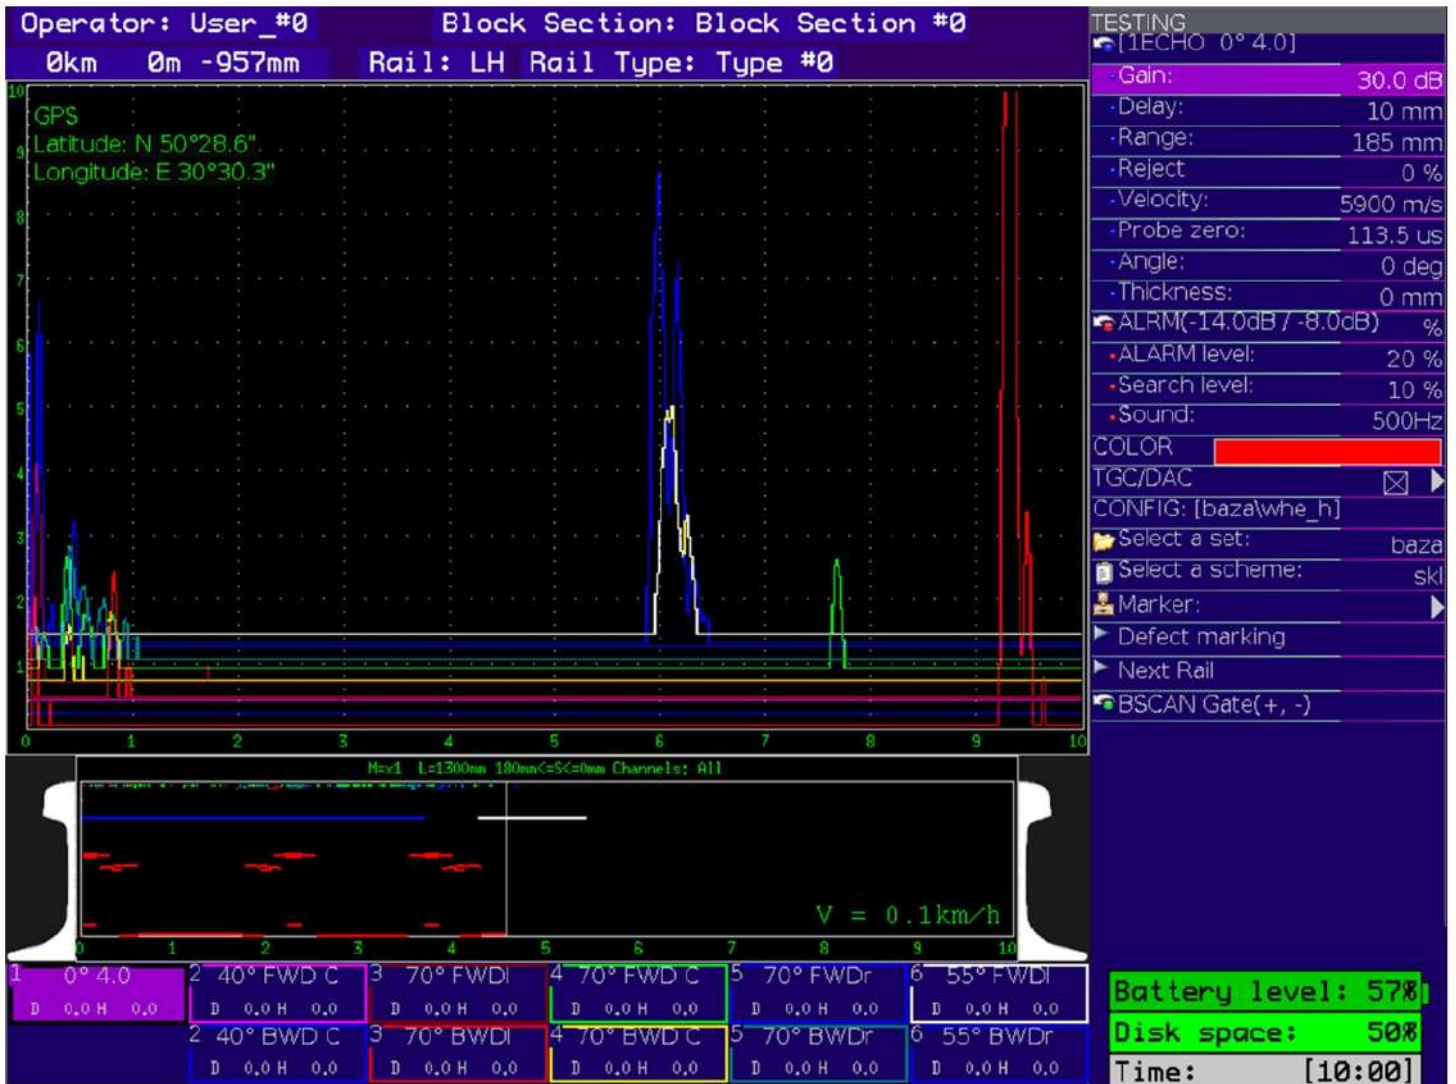 Operator: User_#0
Block Section: Block Section #0
0km 0m -957mm Rail: LH Rail Type: Type #0
GPS
Latitude: N 50°28.6"
Longitude: E 30°30.3"
10
9
8
7
6
5
4
3
2
1
0 1 2 3 4 5 6 7 8 9 10
M=x1 L=1300mm 180mm<=S<=0mm Channels: All
V = 0.1km/h
0 1 2 3 4 5 6 7 8 9 10
1 0° 4.0
D 0.0 H 0.0
2 40° FWD C
D 0.0 H 0.0
3 70° FWDl
D 0.0 H 0.0
4 70° FWD C
D 0.0 H 0.0
5 70° FWDr
D 0.0 H 0.0
6 55° FWDl
D 0.0 H 0.0
2 40° BWD C
D 0.0 H 0.0
3 70° BWDl
D 0.0 H 0.0
4 70° BWD C
D 0.0 H 0.0
5 70° BWDr
D 0.0 H 0.0
6 55° BWDr
D 0.0 H 0.0
TESTING
[1ECHO 0° 4.0]
Gain: 30.0 dB
Delay: 10 mm
Range: 185 mm
Reject 0 %
Velocity: 5900 m/s
Probe zero: 113.5 us
Angle: 0 deg
Thickness: 0 mm
ALRM(-14.0dB / -8.0dB) %
ALARM level: 20 %
Search level: 10 %
Sound: 500Hz
COLOR
TGC/DAC
CONFIG: [baza\whe_h]
Select a set: baza
Select a scheme: skl
Marker:
Defect marking
Next Rail
BSCAN Gate(+, -)
Battery level: 57%
Disk space: 50%
Time: [10:00]